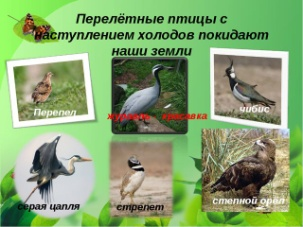 Перелётные птицы с
наступлением холодов покидают
наши земли
Перепел
журавль - красавка
чибис
серая цапля
стрепет
степной орёл